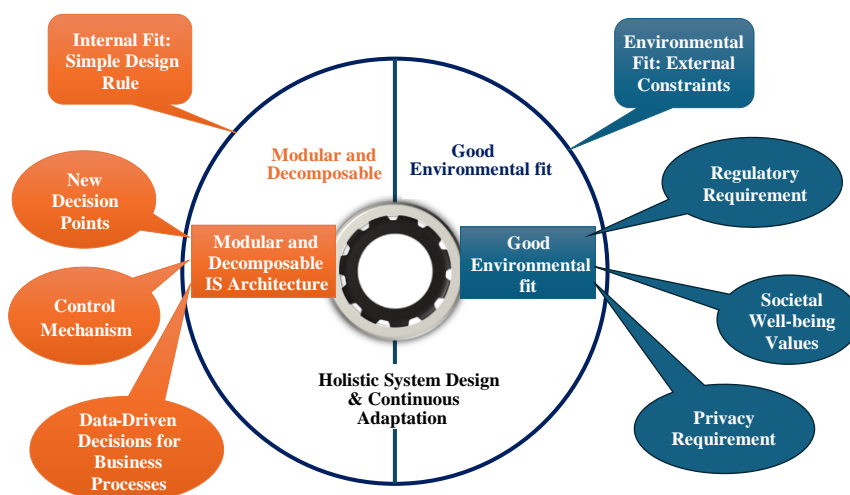 Internal Fit:
Simple Design
Rule
Environmental
Fit: External
Constraints
Modular and
Decomposable
Good
Environmental fit
New
Decision
Points
Regulatory
Requirement
Modular and
Decomposable
IS Architecture
Good
Environmental
fit
Control
Mechanism
Societal
Well-being
Values
Holistic System Design
& Continuous
Adaptation
Data-Driven
Decisions for
Business
Processes
Privacy
Requirement